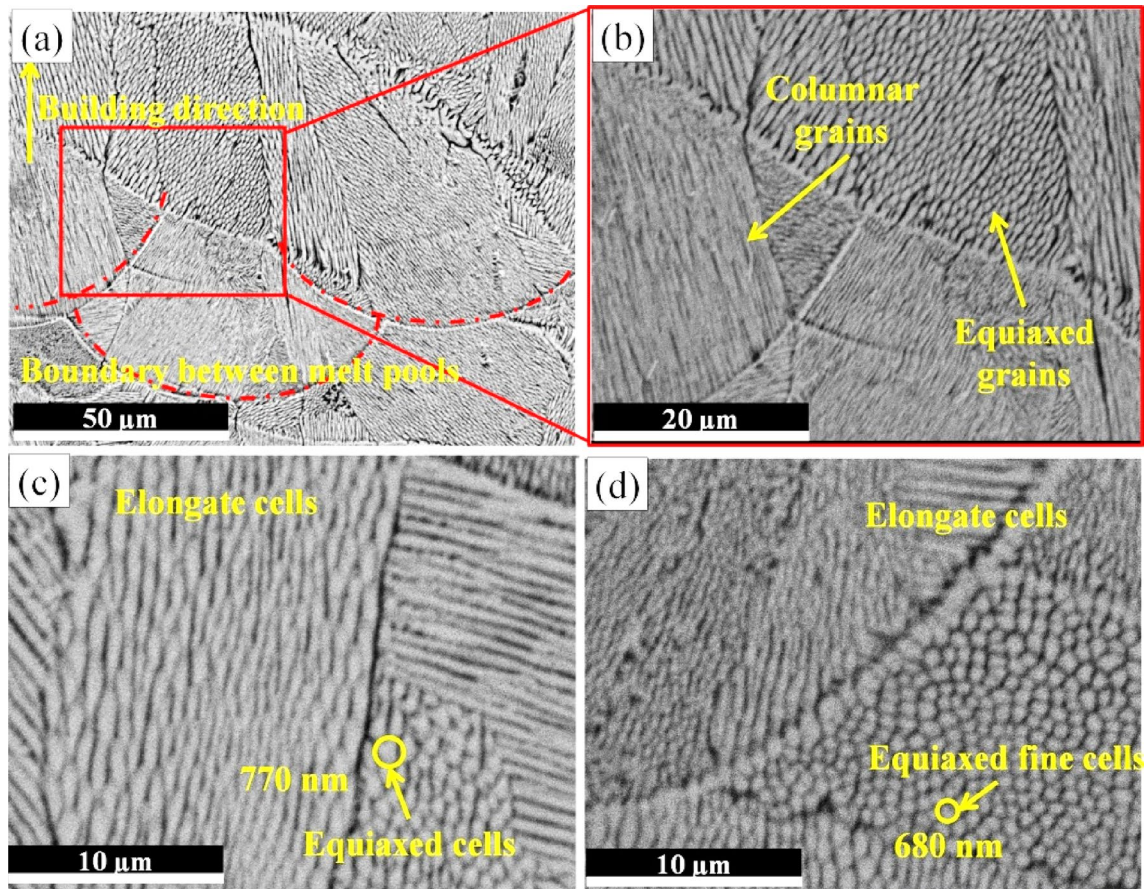 (a)
Building direction
Boundary between melt pools
50 µm
(b)
Columnar
grains
Equiaxed
grains
20 µm
(c)
Elongate cells
770 nm
Equiaxed cells
10 µm
(d)
Elongate cells
Equiaxed fine cells
680 nm
10 µm